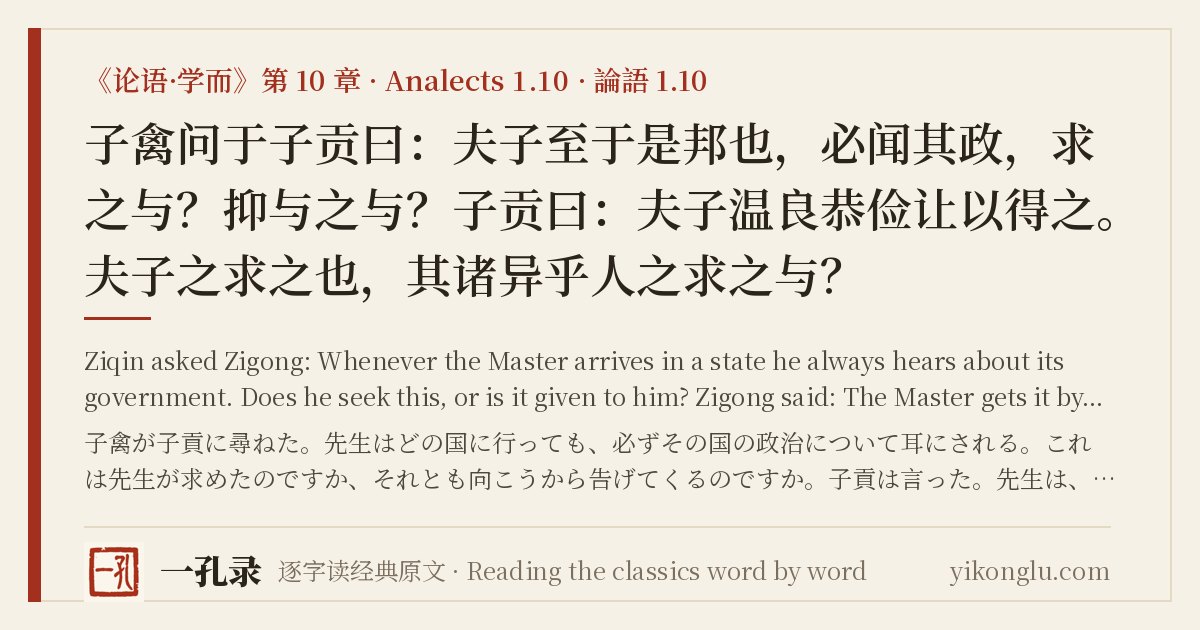 《论语·学而》第 10 章 · Analects 1.10 · 論語 1.10
子禽问于子贡曰：夫子至于是邦也，必闻其政，求
之与？抑与之与？子贡曰：夫子温良恭俭让以得之。
夫子之求之也，其诸异乎人之求之与？
Ziqin asked Zigong: Whenever the Master arrives in a state he always hears about its
government. Does he seek this, or is it given to him? Zigong said: The Master gets it by...
子禽が子貢に尋ねた。先生はどの国に行っても、必ずその国の政治について耳にされる。これ
は先生が求めたのですか、それとも向こうから告げてくるのですか。子貢は言った。先生は、…
一孔
一孔录 逐字读经典原文 · Reading the classics word by word yikonglu.com